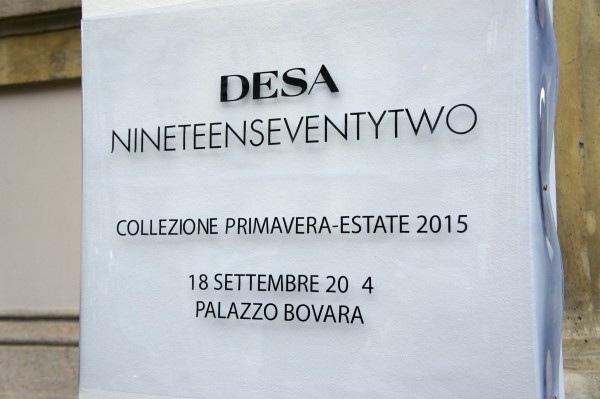 DESA
NINETEENSEVENTYTWO
COLLEZIONE PRIMAVERA-ESTATE 2015
18 SETTEMBRE 20 4
PALAZZO BOVARA